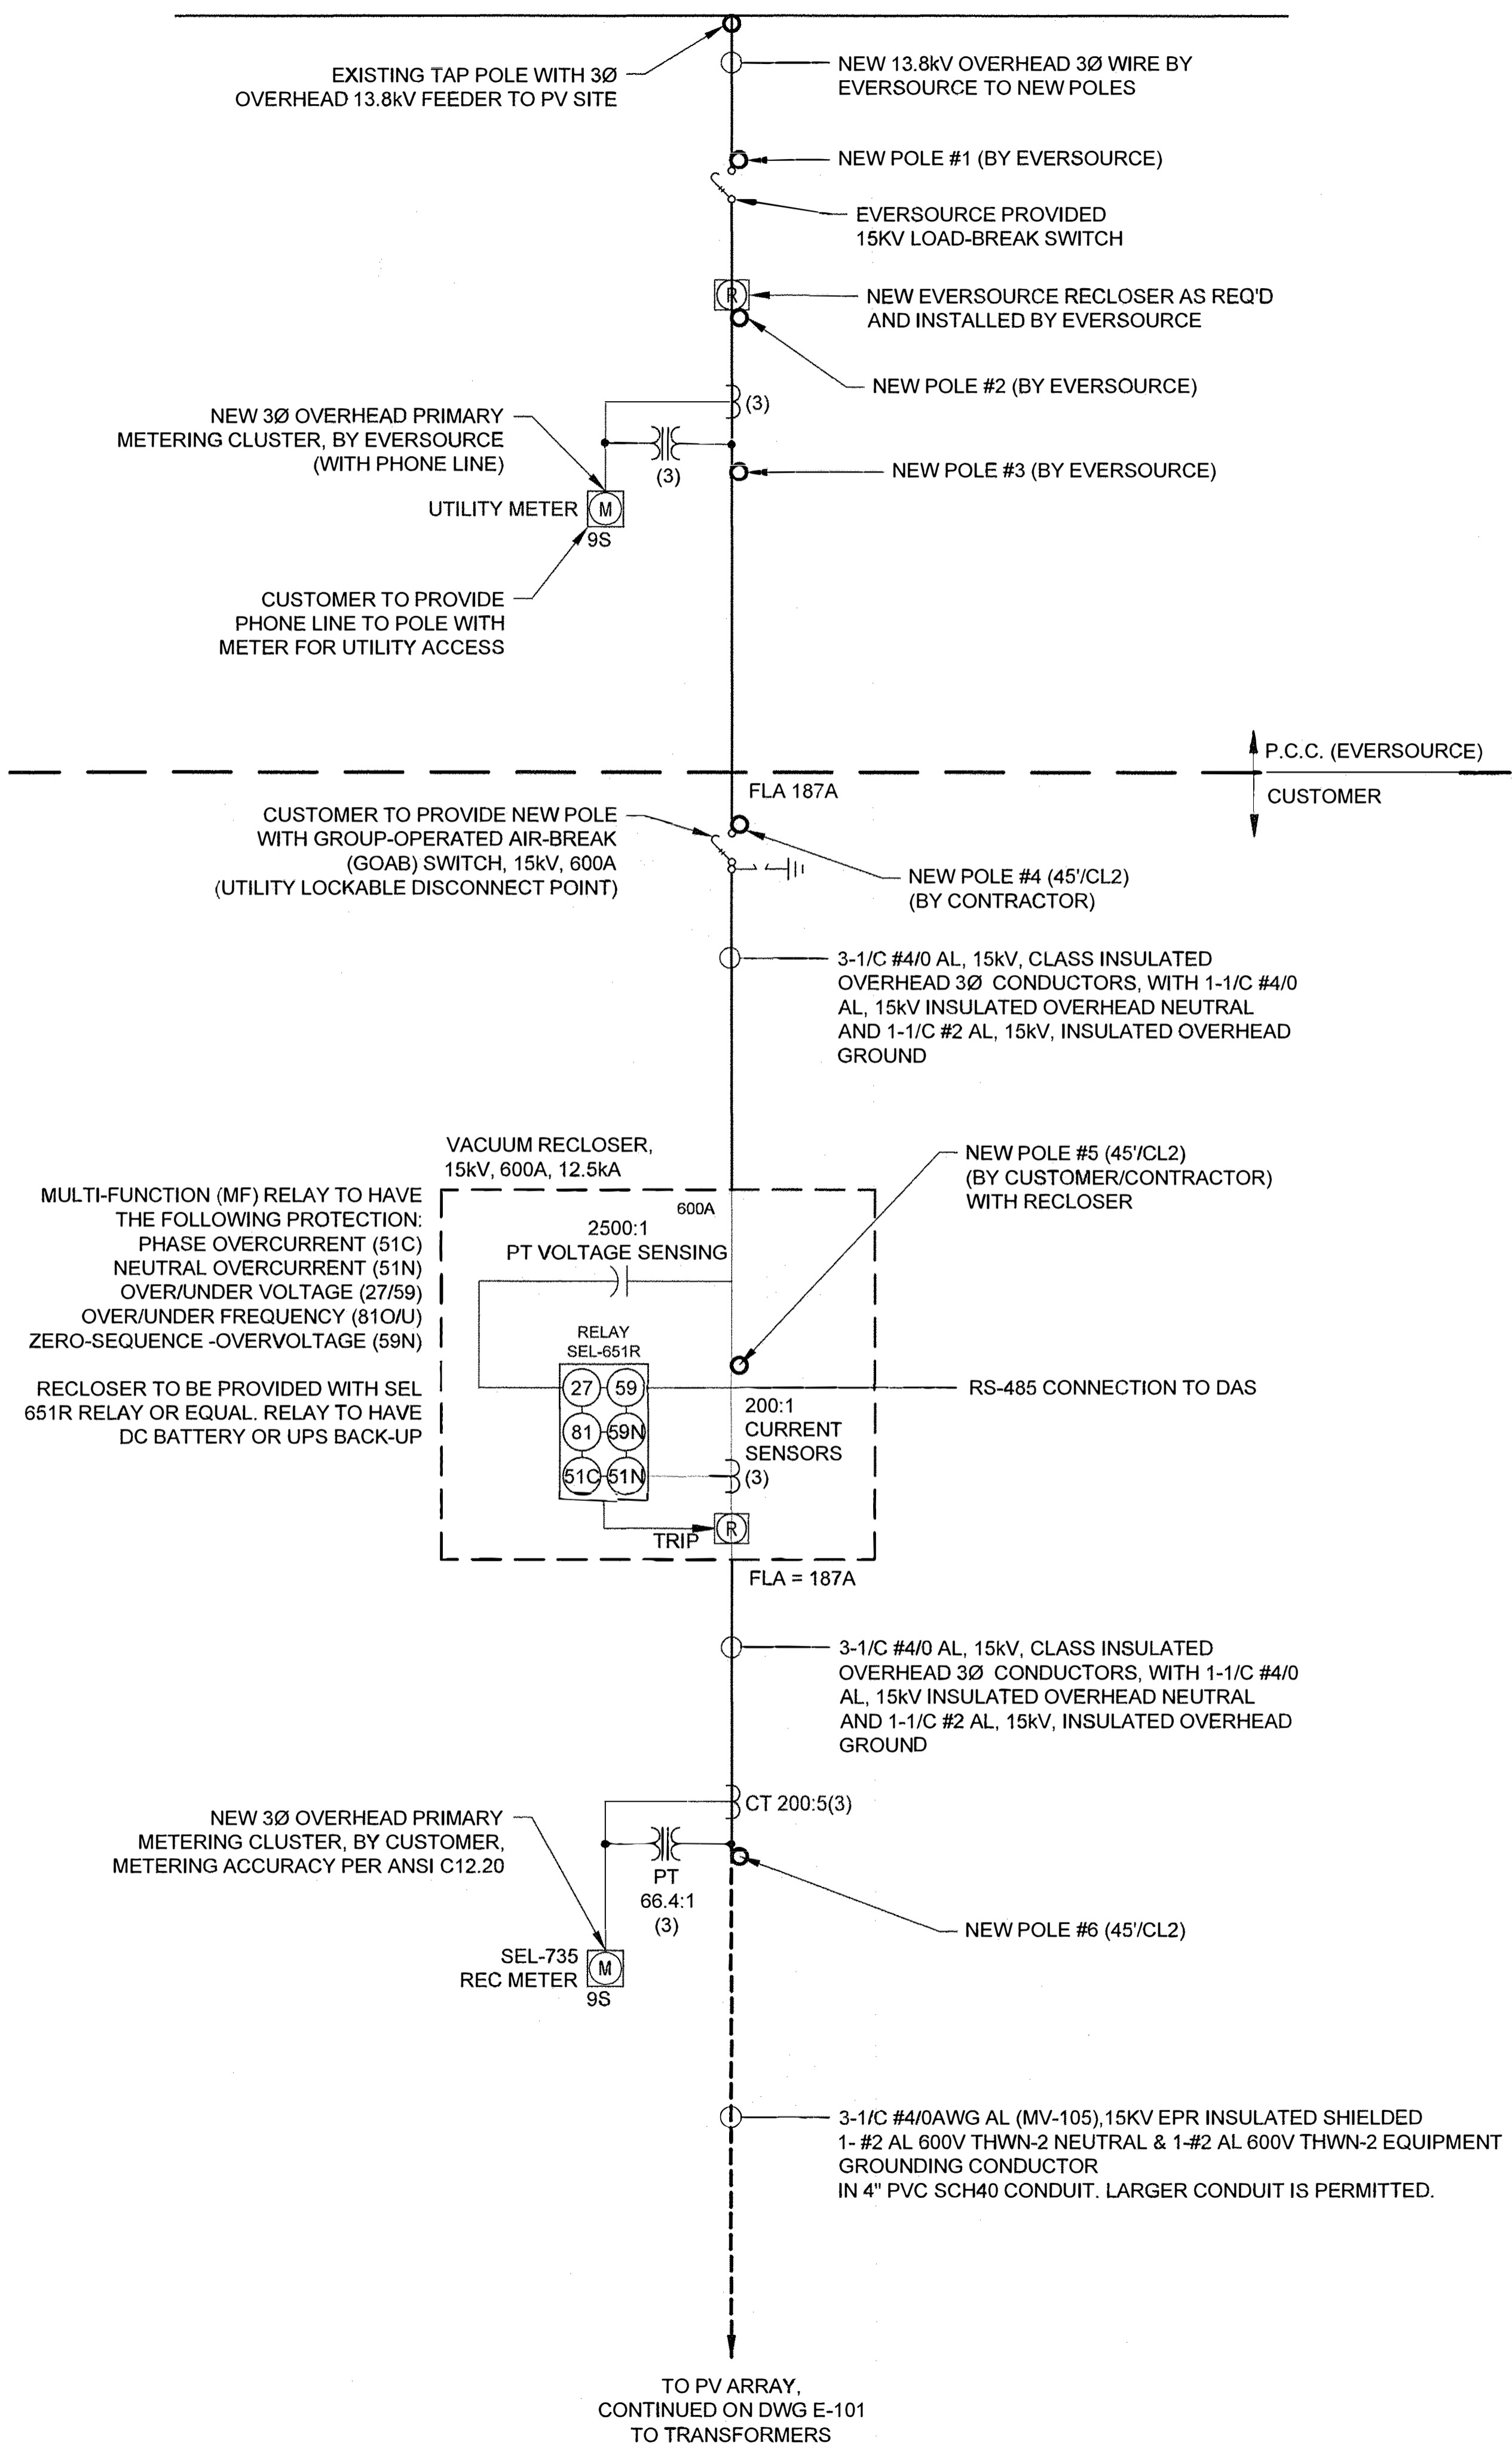 EXISTING TAP POLE WITH 3Ø
OVERHEAD 13.8kV FEEDER TO PV SITE
NEW 13.8kV OVERHEAD 3Ø WIRE BY
EVERSOURCE TO NEW POLES
NEW POLE #1 (BY EVERSOURCE)
EVERSOURCE PROVIDED
15KV LOAD-BREAK SWITCH
R
NEW EVERSOURCE RECLOSER AS REQ'D
AND INSTALLED BY EVERSOURCE
NEW POLE #2 (BY EVERSOURCE)
(3)
NEW 3Ø OVERHEAD PRIMARY
METERING CLUSTER, BY EVERSOURCE
(WITH PHONE LINE)
(3)
NEW POLE #3 (BY EVERSOURCE)
UTILITY METER
M
9S
CUSTOMER TO PROVIDE
PHONE LINE TO POLE WITH
METER FOR UTILITY ACCESS
P.C.C. (EVERSOURCE)
CUSTOMER
FLA 187A
CUSTOMER TO PROVIDE NEW POLE
WITH GROUP-OPERATED AIR-BREAK
(GOAB) SWITCH, 15kV, 600A
(UTILITY LOCKABLE DISCONNECT POINT)
NEW POLE #4 (45'/CL2)
(BY CONTRACTOR)
3-1/C #4/0 AL, 15kV, CLASS INSULATED
OVERHEAD 3Ø CONDUCTORS, WITH 1-1/C #4/0
AL, 15kV INSULATED OVERHEAD NEUTRAL
AND 1-1/C #2 AL, 15kV, INSULATED OVERHEAD
GROUND
VACUUM RECLOSER,
15kV, 600A, 12.5kA
NEW POLE #5 (45'/CL2)
(BY CUSTOMER/CONTRACTOR)
WITH RECLOSER
MULTI-FUNCTION (MF) RELAY TO HAVE
THE FOLLOWING PROTECTION:
PHASE OVERCURRENT (51C)
NEUTRAL OVERCURRENT (51N)
OVER/UNDER VOLTAGE (27/59)
OVER/UNDER FREQUENCY (81O/U)
ZERO-SEQUENCE -OVERVOLTAGE (59N)
RECLOSER TO BE PROVIDED WITH SEL
651R RELAY OR EQUAL. RELAY TO HAVE
DC BATTERY OR UPS BACK-UP
600A
2500:1
PT VOLTAGE SENSING
RELAY
SEL-651R
27 59
81 59N
51C 51N
RS-485 CONNECTION TO DAS
200:1
CURRENT
SENSORS
(3)
TRIP
R
FLA = 187A
3-1/C #4/0 AL, 15kV, CLASS INSULATED
OVERHEAD 3Ø CONDUCTORS, WITH 1-1/C #4/0
AL, 15kV INSULATED OVERHEAD NEUTRAL
AND 1-1/C #2 AL, 15kV, INSULATED OVERHEAD
GROUND
CT 200:5(3)
NEW 3Ø OVERHEAD PRIMARY
METERING CLUSTER, BY CUSTOMER,
METERING ACCURACY PER ANSI C12.20
PT
66.4:1
(3)
NEW POLE #6 (45'/CL2)
SEL-735
REC METER
M
9S
3-1/C #4/0AWG AL (MV-105),15KV EPR INSULATED SHIELDED
1- #2 AL 600V THWN-2 NEUTRAL & 1-#2 AL 600V THWN-2 EQUIPMENT
GROUNDING CONDUCTOR
IN 4" PVC SCH40 CONDUIT. LARGER CONDUIT IS PERMITTED.
TO PV ARRAY,
CONTINUED ON DWG E-101
TO TRANSFORMERS